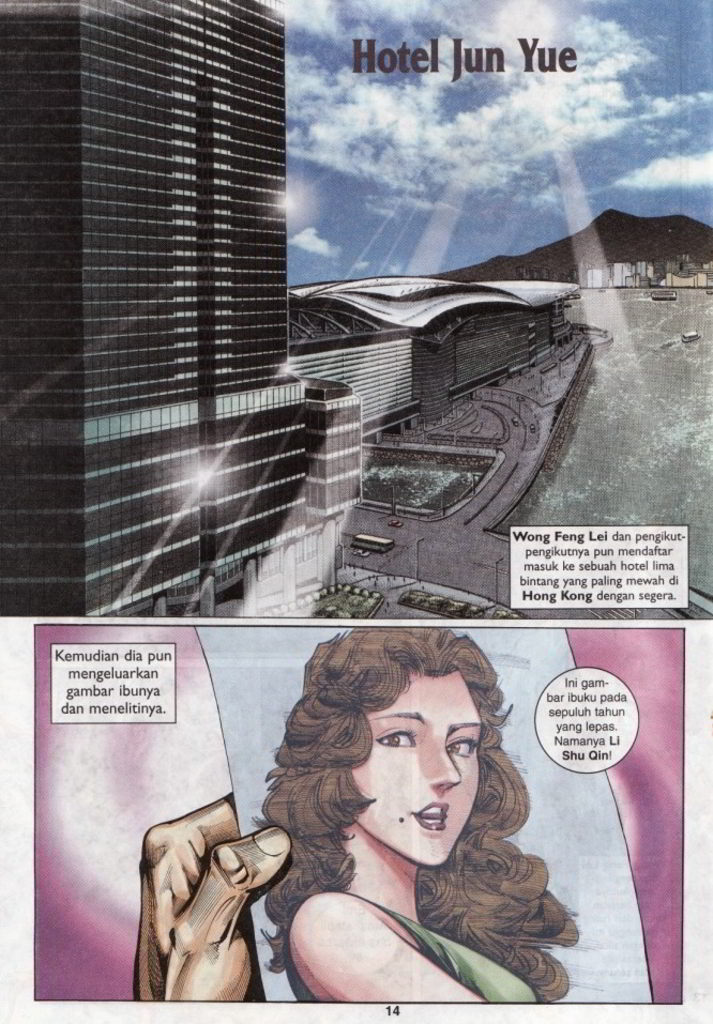 Hotel Jun Yue
Wong Feng Lei dan pengikut-
pengikutnya pun mendaftar
masuk ke sebuah hotel lima
bintang yang paling mewah di
Hong Kong dengan segera.
Kemudian dia pun
mengeluarkan
gambar ibunya
dan menelitinya.
Ini gam-
bar ibuku pada
sepuluh tahun
yang lepas.
Namanya Li
Shu Qin!
14